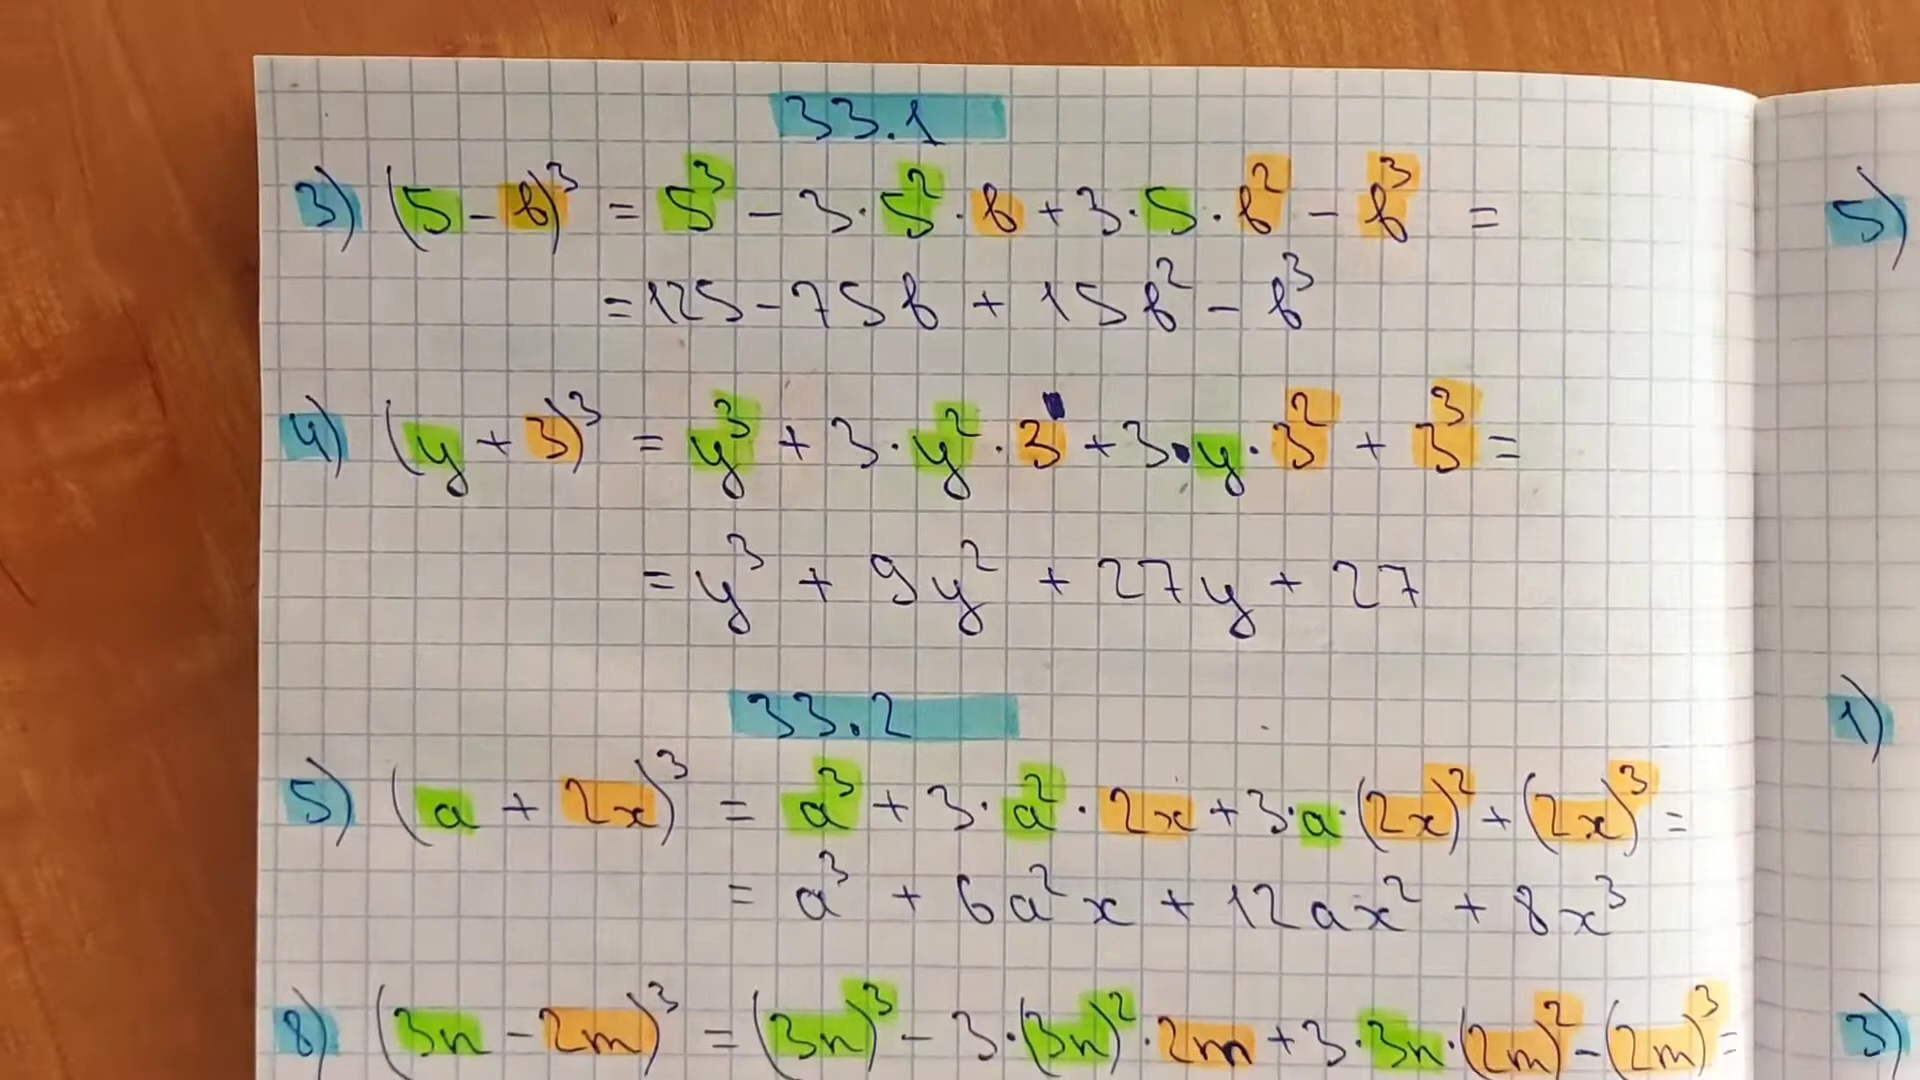 33.1
3) (5-b)³ = 5³ - 3·5²·b + 3·5·b² - b³ =
= 125 - 75b + 15b² - b³
4) (y + 3)³ = y³ + 3·y²·3 + 3·y·3² + 3³ =
= y³ + 9y² + 27y + 27
33.2
5) (a + 2x)³ = a³ + 3·a²·2x + 3·a·(2x)² + (2x)³ =
= a³ + 6a²x + 12ax² + 8x³
8) (3n - 2m)³ = (3n)³ - 3·(3n)²·2m + 3·3n·(2m)² - (2m)³ =
5)
1)
3)